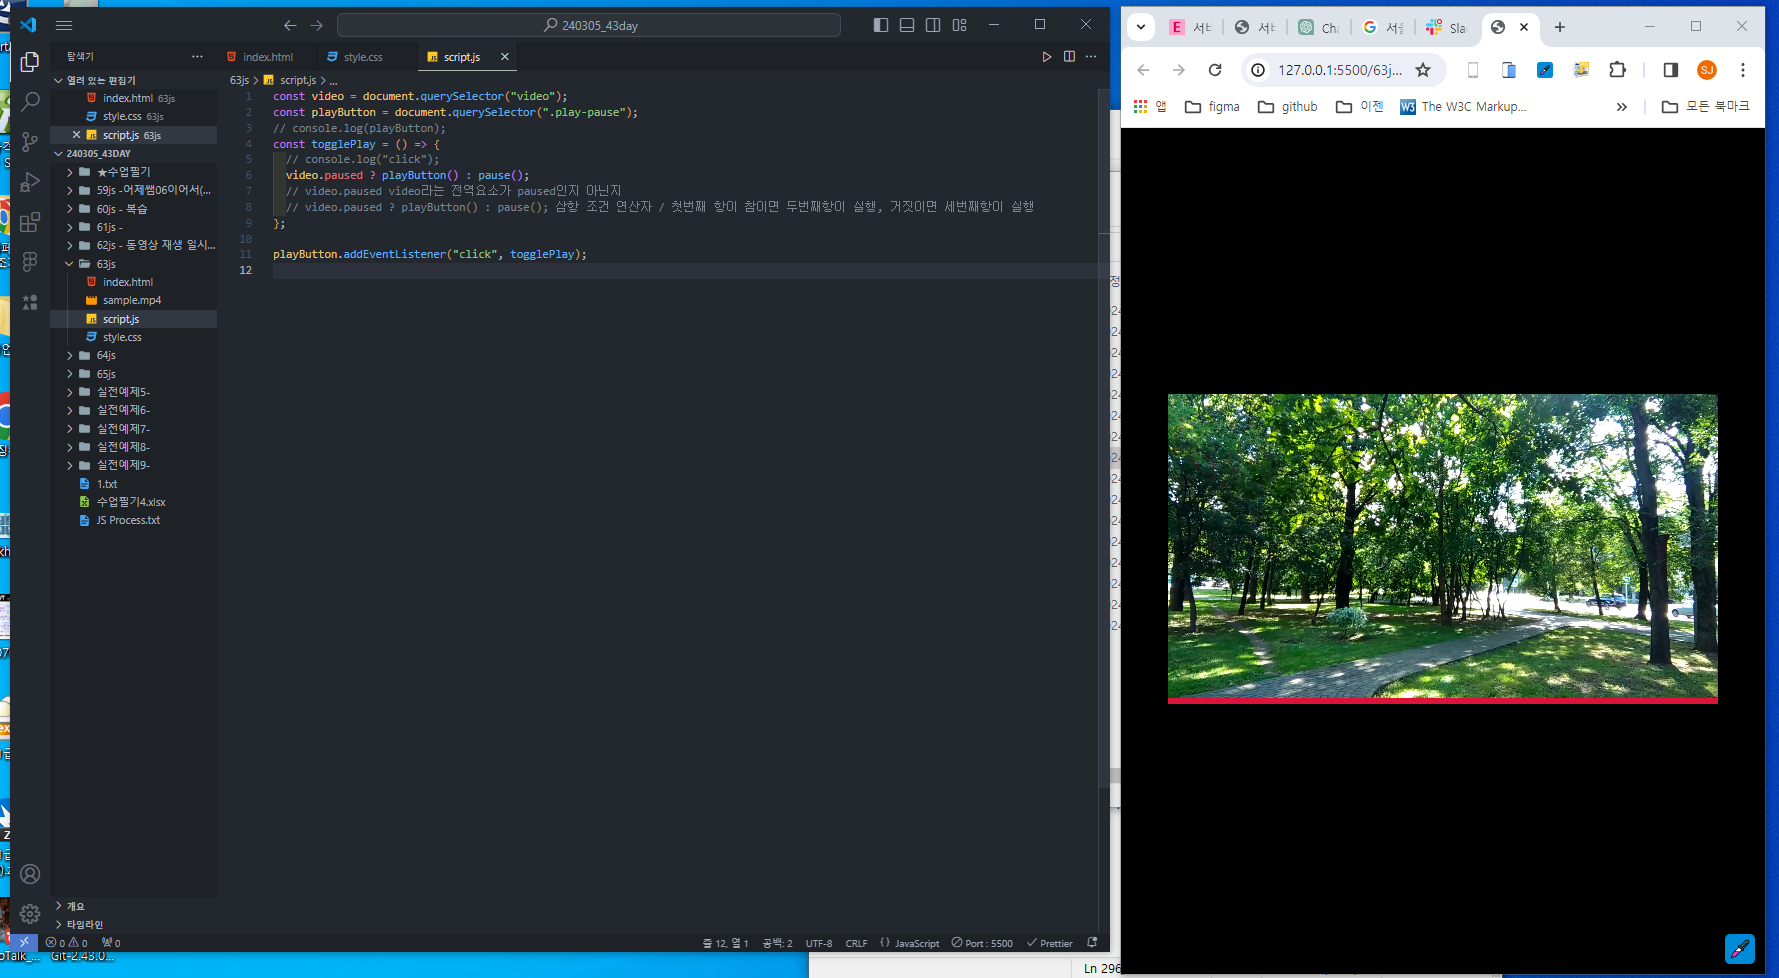 240305_43day
탐색기
index.html
style.css
script.js
열려 있는 편집기
index.html 63js
style.css 63js
script.js 63js
240305_43DAY
★수업필기
59js -어제쌤06이어서(...
60js - 복습
61js -
62js - 동영상 재생 일시...
63js
index.html
sample.mp4
script.js
style.css
64js
65js
실전예제5-
실전예제6-
실전예제7-
실전예제8-
실전예제9-
1.txt
수업필기4.xlsx
JS Process.txt
개요
타임라인
63js > script.js > ...
1 const video = document.querySelector("video");
2 const playButton = document.querySelector(".play-pause");
3 // console.log(playButton);
4 const togglePlay = () => {
5 // console.log("click");
6 video.paused ? playButton() : pause();
7 // video.paused video라는 전역요소가 paused인지 아닌지
8 // video.paused ? playButton() : pause(); 삼항 조건 연산자 / 첫번째 항이 참이면 두번째항이 실행, 거짓이면 세번째항이 실행
9 };
10
11 playButton.addEventListener("click", togglePlay);
12
0 0 0
줄 12, 열 1 공백: 2 UTF-8 CRLF {} JavaScript Port : 5500 Prettier
E 서비 서비 Cha G 서울 Sla
127.0.0.1:5500/63j...
SJ
앱 figma github 이젠 W3 The W3C Markup... » 모든 북마크
Git-2.43.0...
Ln 296